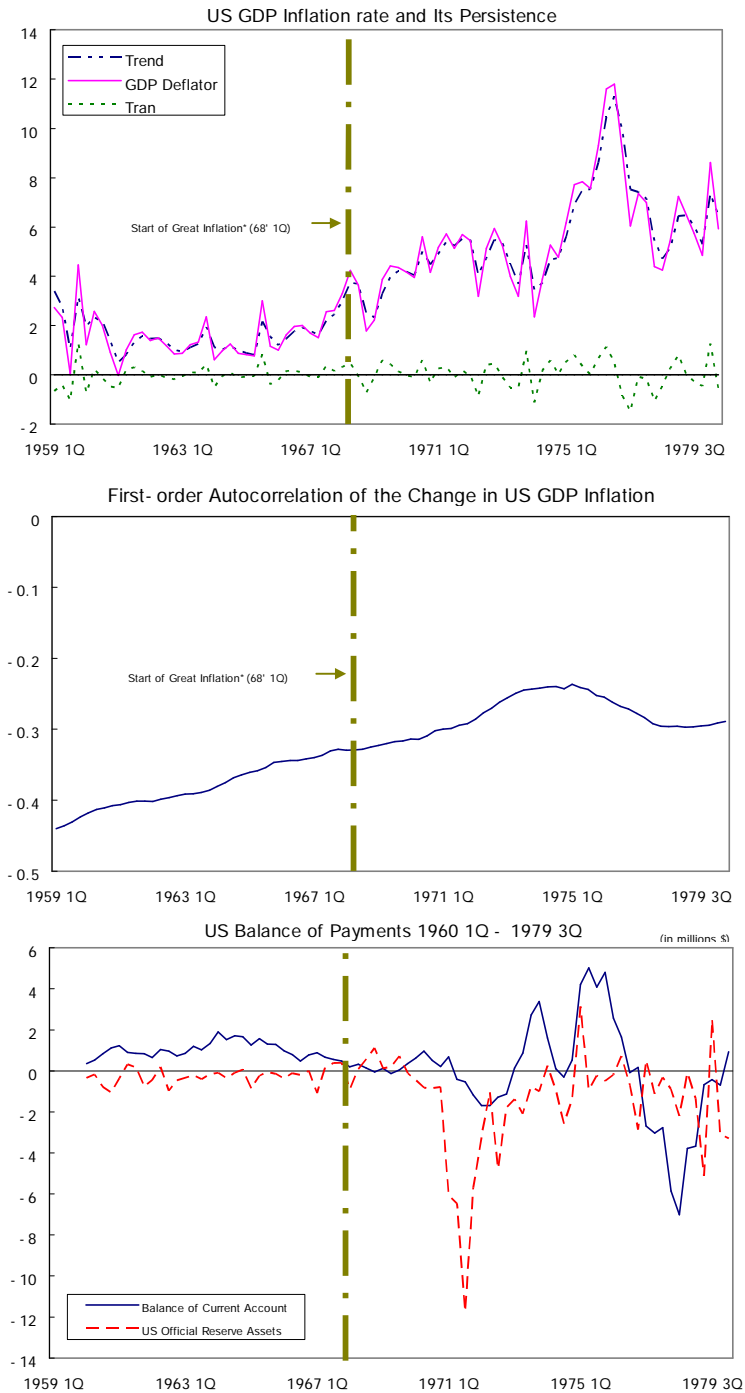 US GDP Inflation rate and Its Persistence
14
12
10
8
6
4
2
0
- 2
Trend
GDP Deflator
Tran
Start of Great Inflation* (68' 1Q)
1959 1Q 1963 1Q 1967 1Q 1971 1Q 1975 1Q 1979 3Q
First- order Autocorrelation of the Change in US GDP Inflation
0
- 0.1
- 0.2
- 0.3
- 0.4
- 0.5
Start of Great Inflation* (68' 1Q)
1959 1Q 1963 1Q 1967 1Q 1971 1Q 1975 1Q 1979 3Q
US Balance of Payments 1960 1Q - 1979 3Q
(in millions $)
6
4
2
0
- 2
- 4
- 6
- 8
- 10
- 12
- 14
Balance of Current Account
US Official Reserve Assets
1959 1Q 1963 1Q 1967 1Q 1971 1Q 1975 1Q 1979 3Q